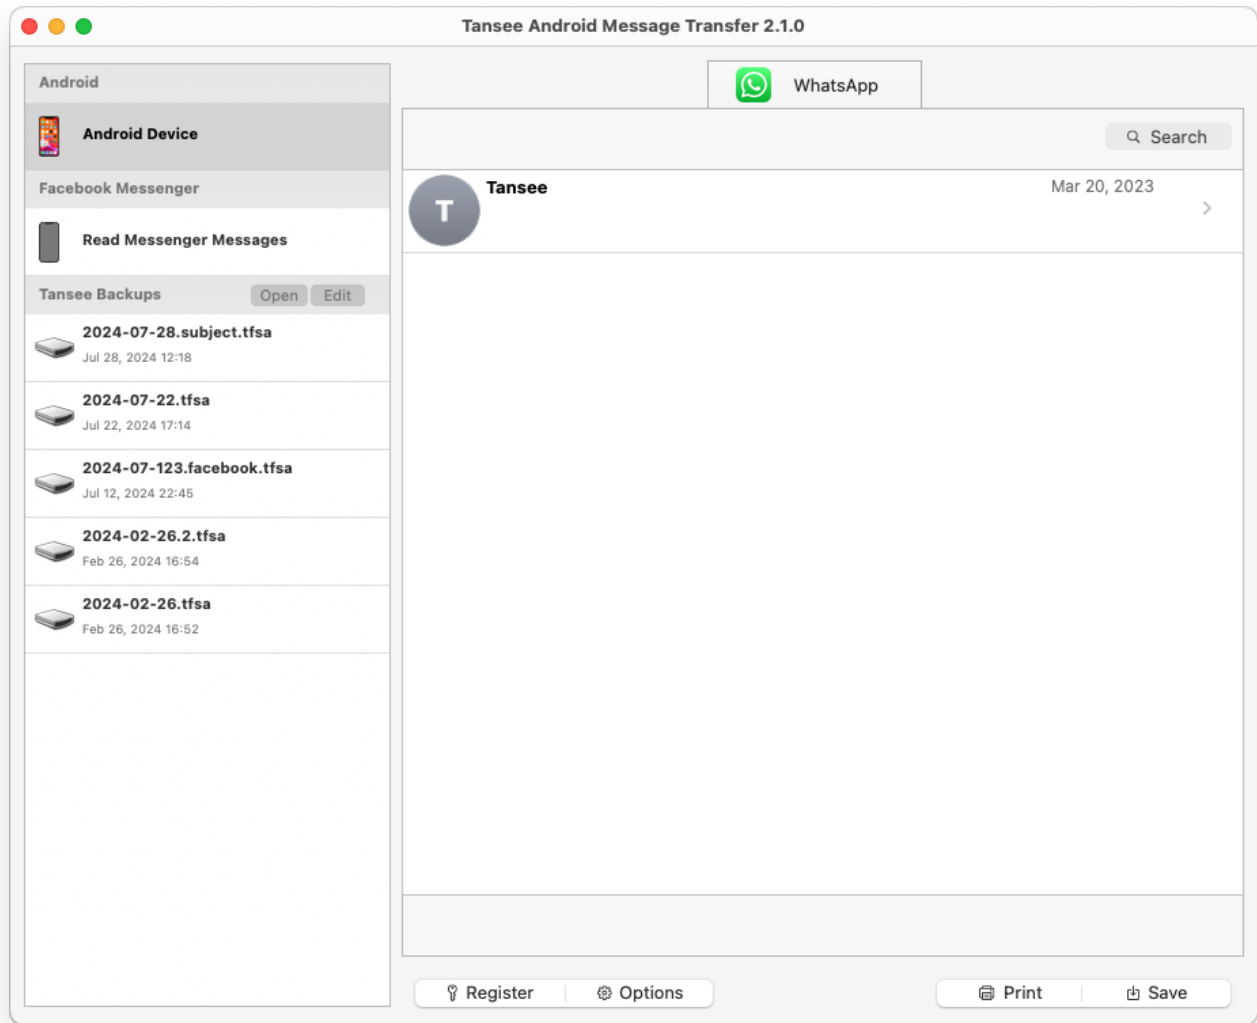 Tansee Android Message Transfer 2.1.0
Android
Android Device
Facebook Messenger
Read Messenger Messages
Tansee Backups Open Edit
2024-07-28.subject.tfsa
Jul 28, 2024 12:18
2024-07-22.tfsa
Jul 22, 2024 17:14
2024-07-123.facebook.tfsa
Jul 12, 2024 22:45
2024-02-26.2.tfsa
Feb 26, 2024 16:54
2024-02-26.tfsa
Feb 26, 2024 16:52
WhatsApp
Search
T
Tansee Mar 20, 2023
Register Options Print Save